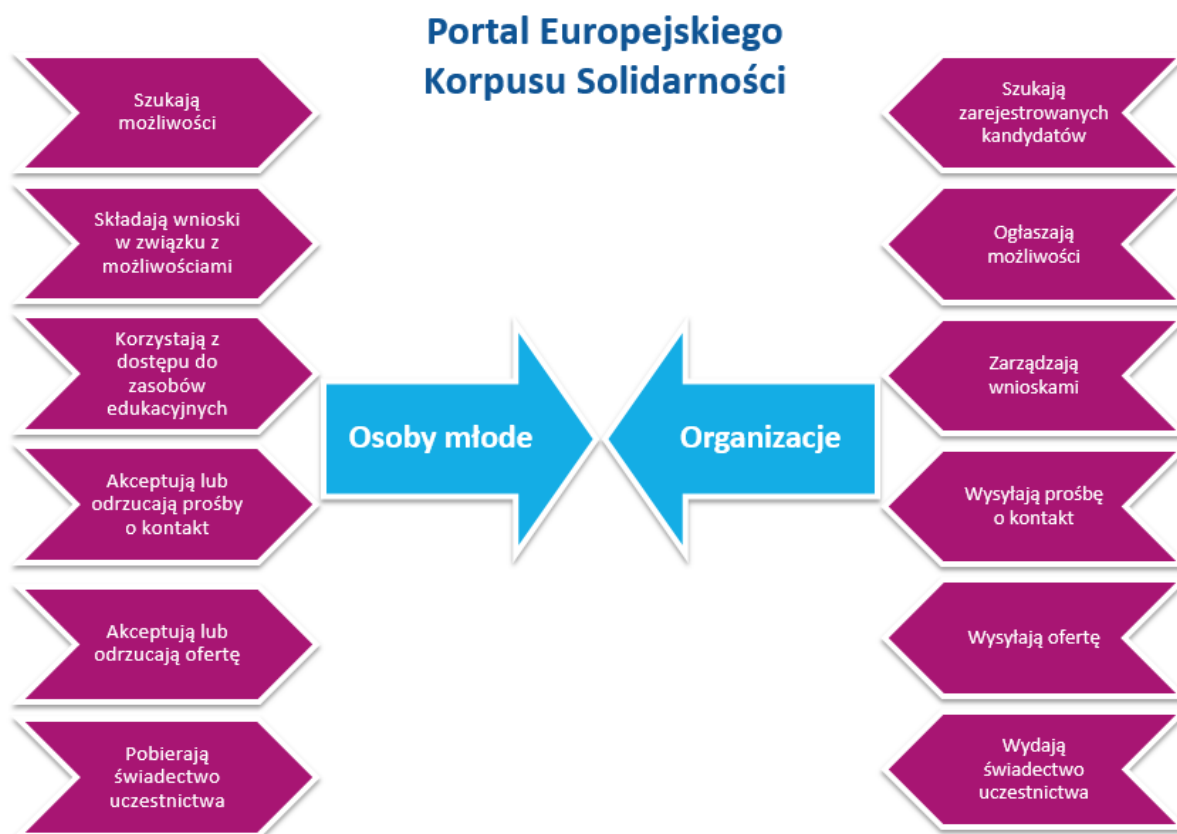 Portal Europejskiego
Korpusu Solidarności
Szukają
możliwości
Składają wnioski
w związku z
możliwościami
Korzystają z
dostępu do
zasobów
edukacyjnych
Akceptują lub
odrzucają prośby
o kontakt
Akceptują lub
odrzucają ofertę
Pobierają
świadectwo
uczestnictwa
Osoby młode
Organizacje
Szukają
zarejestrowanych
kandydatów
Ogłaszają
możliwości
Zarządzają
wnioskami
Wysyłają prośbę
o kontakt
Wysyłają ofertę
Wydają
świadectwo
uczestnictwa